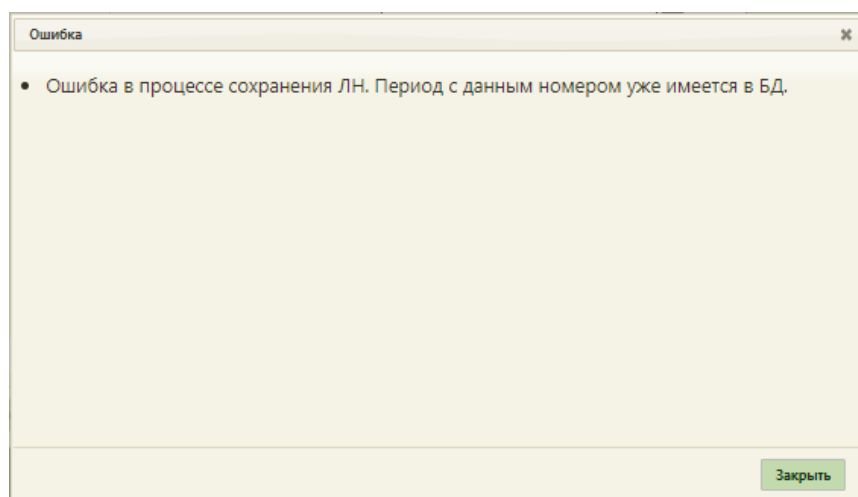 Ошибка
Ошибка в процессе сохранения ЛН. Период с данным номером уже имеется в БД.
Закрыть